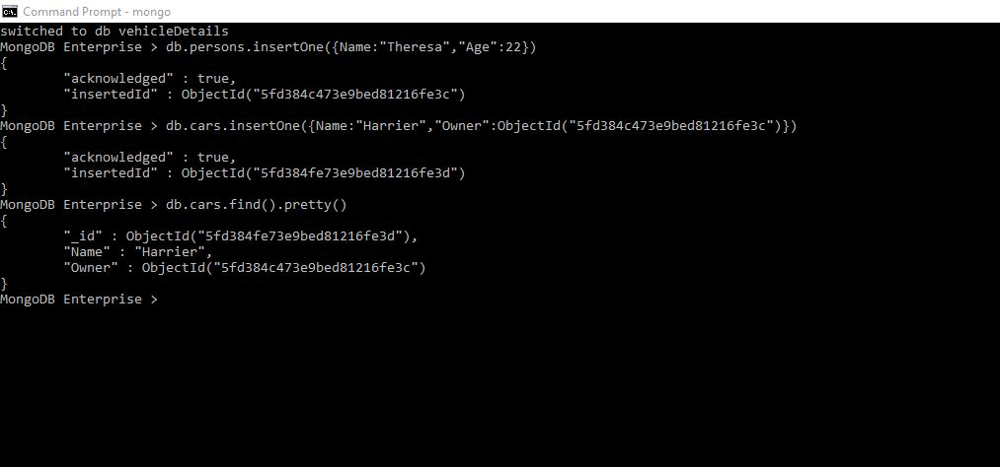 Command Prompt - mongo
switched to db vehicleDetails
MongoDB Enterprise > db.persons.insertOne({Name:"Theresa","Age":22})
{
        "acknowledged" : true,
        "insertedId" : ObjectId("5fd384c473e9bed81216fe3c")
}
MongoDB Enterprise > db.cars.insertOne({Name:"Harrier","Owner":ObjectId("5fd384c473e9bed81216fe3c")})
{
        "acknowledged" : true,
        "insertedId" : ObjectId("5fd384fe73e9bed81216fe3d")
}
MongoDB Enterprise > db.cars.find().pretty()
{
        "_id" : ObjectId("5fd384fe73e9bed81216fe3d"),
        "Name" : "Harrier",
        "Owner" : ObjectId("5fd384c473e9bed81216fe3c")
}
MongoDB Enterprise >